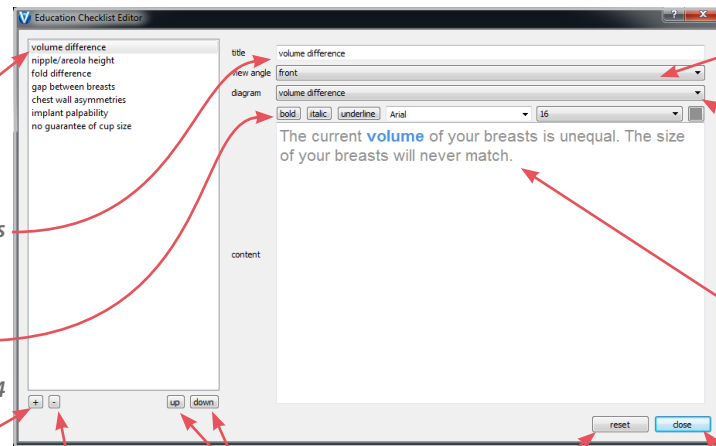 Education Checklist Editor
volume difference
nipple/areola height
fold difference
gap between breasts
chest wall asymmetries
implant palpability
no guarantee of cup size
title
volume difference
view angle
front
diagram
volume difference
bold
italic
underline
Arial
16
The current volume of your breasts is unequal. The size
of your breasts will never match.
content
s
4
+
-
up
down
reset
close